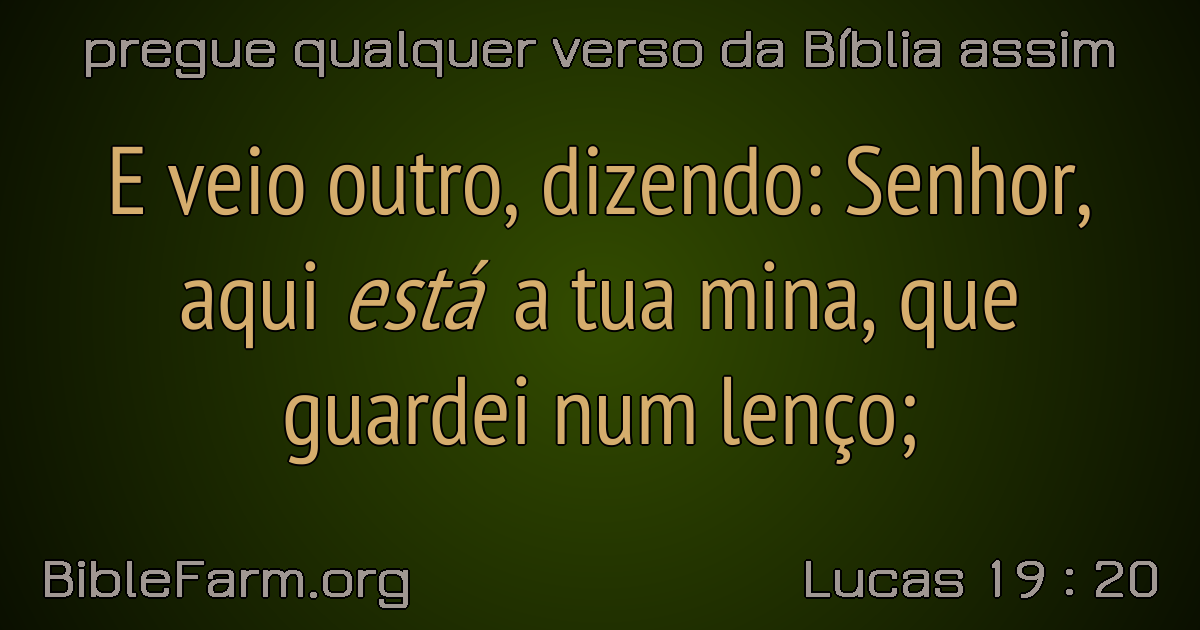 pregue qualquer verso da Bíblia assim
E veio outro, dizendo: Senhor,
aqui está a tua mina, que
guardei num lenço;
BibleFarm.org
Lucas 19 : 20